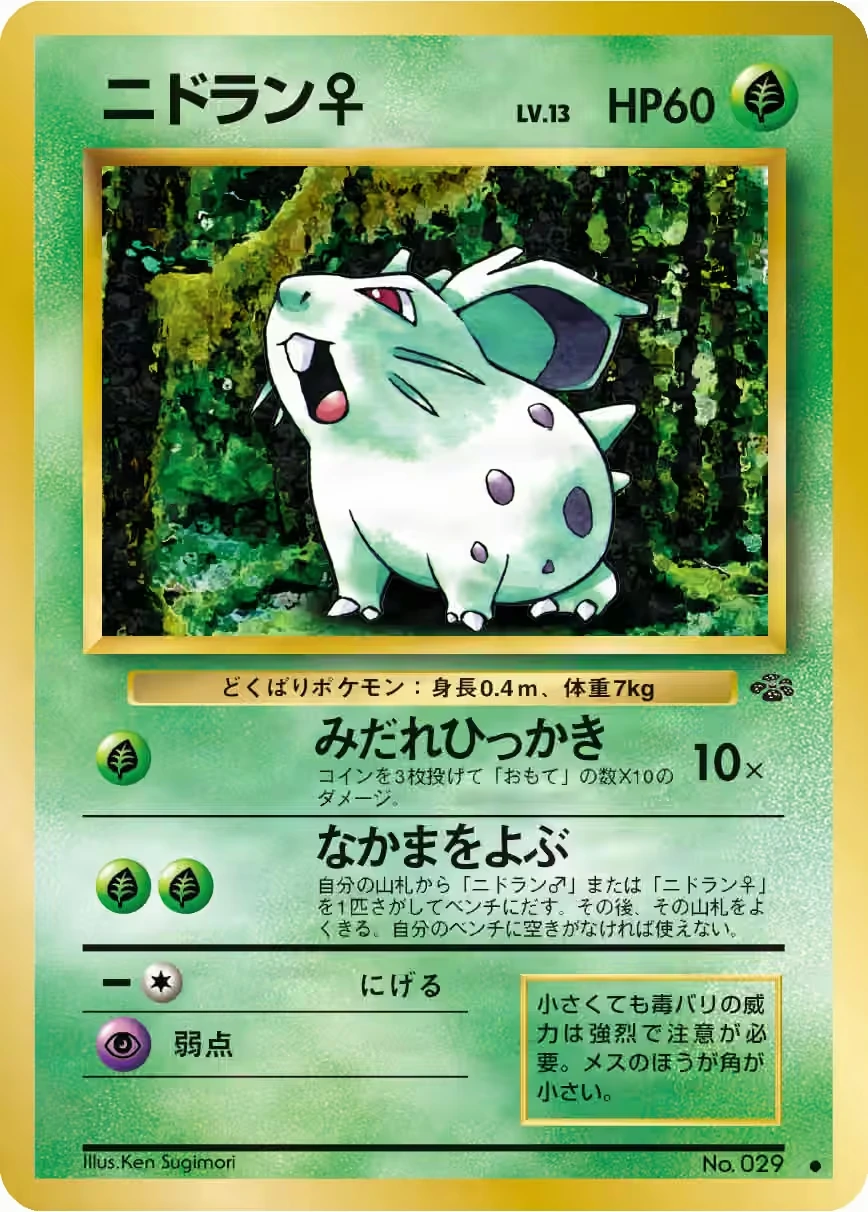 ニドラン♀ LV.13 HP60
どくばりポケモン：身長0.4m、体重7kg
みだれひっかき 10×
コインを3枚投げて「おもて」の数X10の
ダメージ。
なかまをよぶ
自分の山札から「ニドラン♂」または「ニドラン♀」
を1匹さがしてベンチにだす。その後、その山札をよ
くきる。自分のベンチに空きがなければ使えない。
ー にげる
弱点
小さくても毒バリの威
力は強烈で注意が必
要。メスのほうが角が
小さい。
Illus.Ken Sugimori No. 029